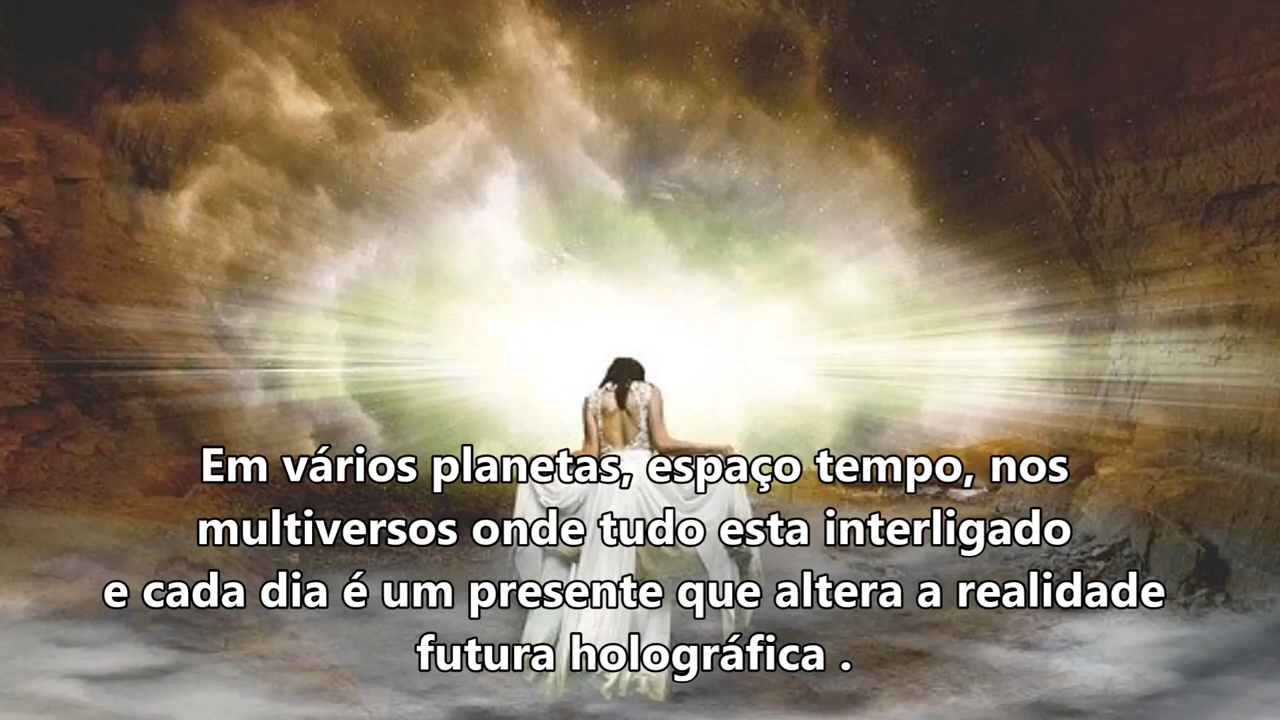 Em vários planetas, espaço tempo, nos
multiversos onde tudo esta interligado
e cada dia é um presente que altera a realidade
futura holográfica .